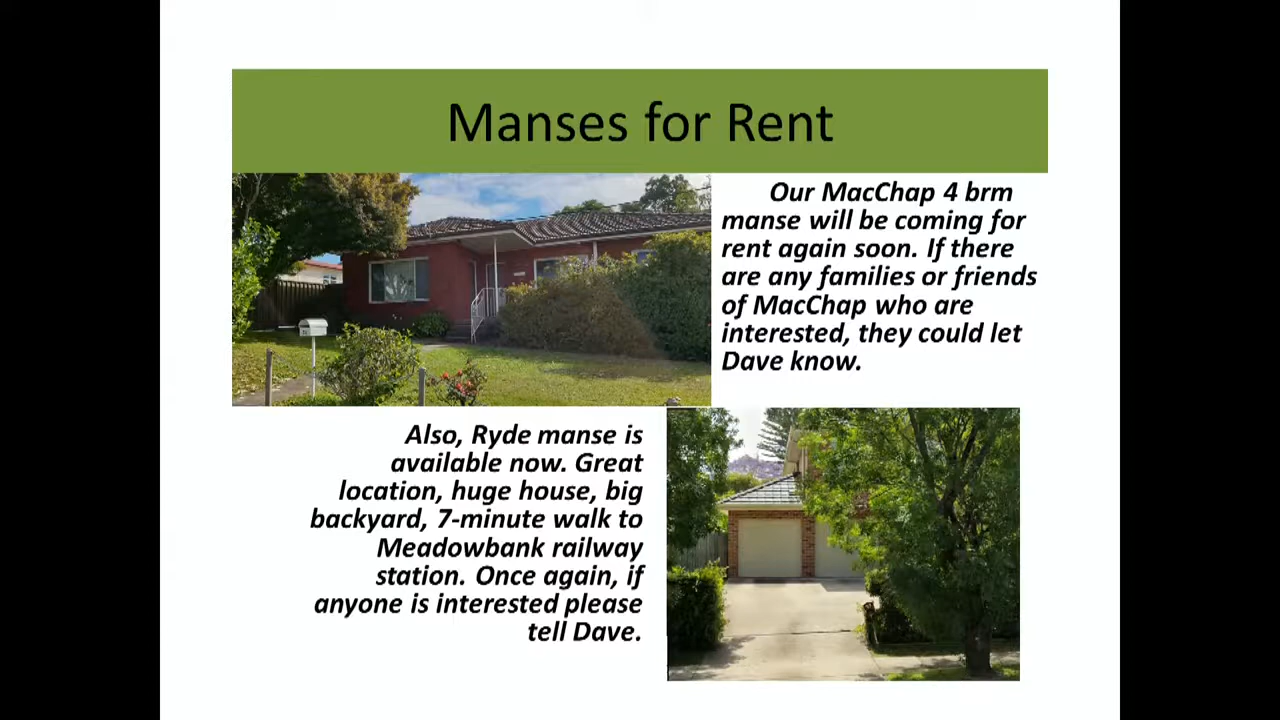 Manses for Rent
Our MacChap 4 brm
manse will be coming for
rent again soon. If there
are any families or friends
of MacChap who are
interested, they could let
Dave know.
Also, Ryde manse is
available now. Great
location, huge house, big
backyard, 7-minute walk to
Meadowbank railway
station. Once again, if
anyone is interested please
tell Dave.